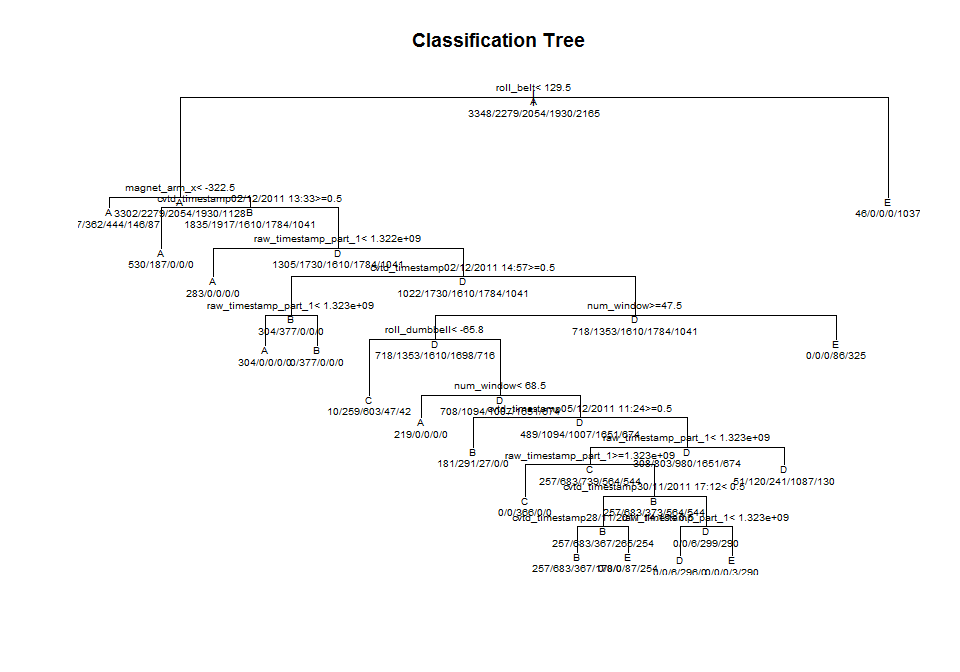 Classification Tree
roll_belt< 129.5
A
3348/2279/2054/1930/2165
magnet_arm_x< -322.5
A
3302/2279/2054/1930/1128
E
46/0/0/0/1037
cvtd_timestamp02/12/2011 13:33>=0.5
A
7/362/444/146/87
B
1835/1917/1610/1784/1041
raw_timestamp_part_1< 1.322e+09
A
530/187/0/0/0
D
1305/1730/1610/1784/1041
cvtd_timestamp02/12/2011 14:57>=0.5
A
283/0/0/0/0
D
1022/1730/1610/1784/1041
raw_timestamp_part_1< 1.323e+09
B
304/377/0/0/0
num_window>=47.5
D
718/1353/1610/1784/1041
A
304/0/0/0/0
B
0/377/0/0/0
roll_dumbbell< -65.8
D
718/1353/1610/1698/716
E
0/0/0/86/325
num_window< 68.5
C
10/259/603/47/42
D
708/1094/1007/1651/674
cvtd_timestamp05/12/2011 11:24>=0.5
A
219/0/0/0/0
D
489/1094/1007/1651/674
raw_timestamp_part_1< 1.323e+09
B
181/291/27/0/0
D
308/803/980/1651/674
raw_timestamp_part_1>=1.323e+09
C
257/683/739/564/544
D
51/120/241/1087/130
cvtd_timestamp30/11/2011 17:12< 0.5
C
0/0/366/0/0
B
257/683/373/564/544
B
257/683/367/265/254
raw_timestamp_part_1< 1.323e+09
D
0/0/6/299/290
B
257/683/367/178/0
E
0/0/0/87/254
D
0/0/6/296/0
E
0/0/0/3/290